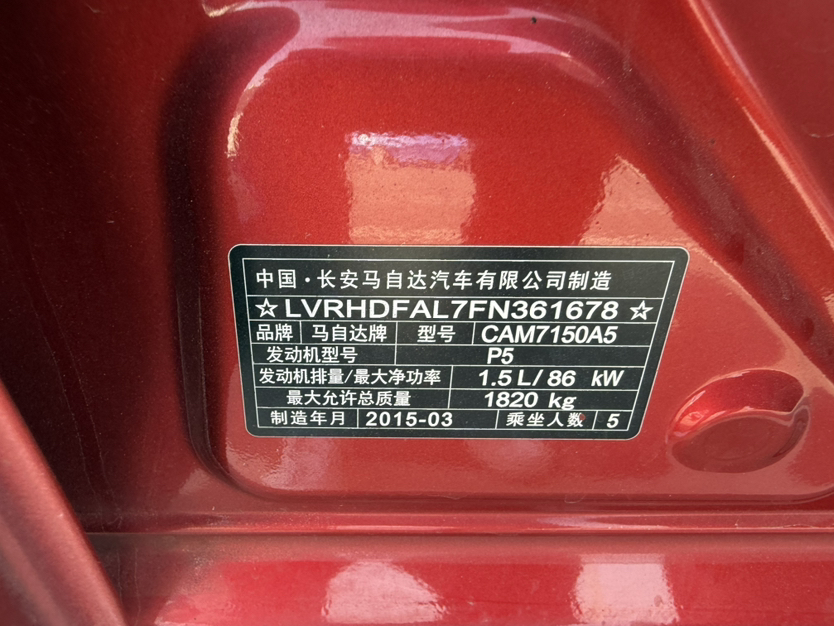 中国·长安马自达汽车有限公司制造
☆LVRHDFAL7FN361678☆
品牌 马自达牌 型号 CAM7150A5
发动机型号 P5
发动机排量/最大净功率 1.5L/86 kW
最大允许总质量 1820 kg
制造年月 2015-03 乘坐人数 5